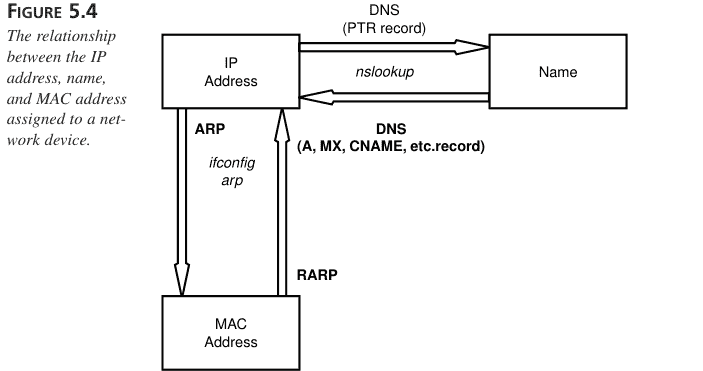 FIGURE 5.4
The relationship
between the IP
address, name,
and MAC address
assigned to a net-
work device.
DNS
(PTR record)
IP
Address
nslookup
Name
ARP
DNS
(A, MX, CNAME, etc.record)
ifconfig
arp
RARP
MAC
Address